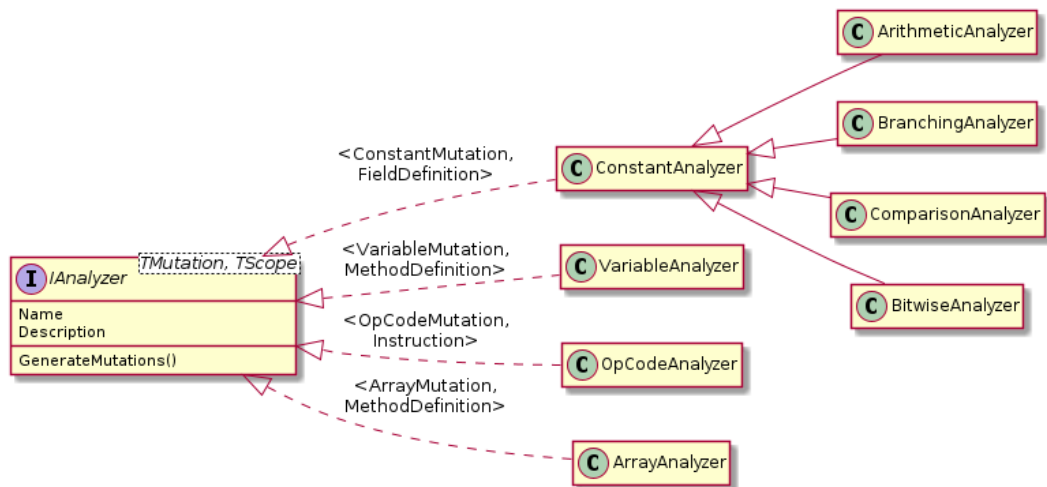 C ArithmeticAnalyzer
C BranchingAnalyzer
<ConstantMutation,
FieldDefinition>
C ConstantAnalyzer
C ComparisonAnalyzer
TMutation, TScope
I IAnalyzer
Name
Description
GenerateMutations()
<VariableMutation,
MethodDefinition>
C VariableAnalyzer
C BitwiseAnalyzer
<OpCodeMutation,
Instruction>
C OpCodeAnalyzer
<ArrayMutation,
MethodDefinition>
C ArrayAnalyzer